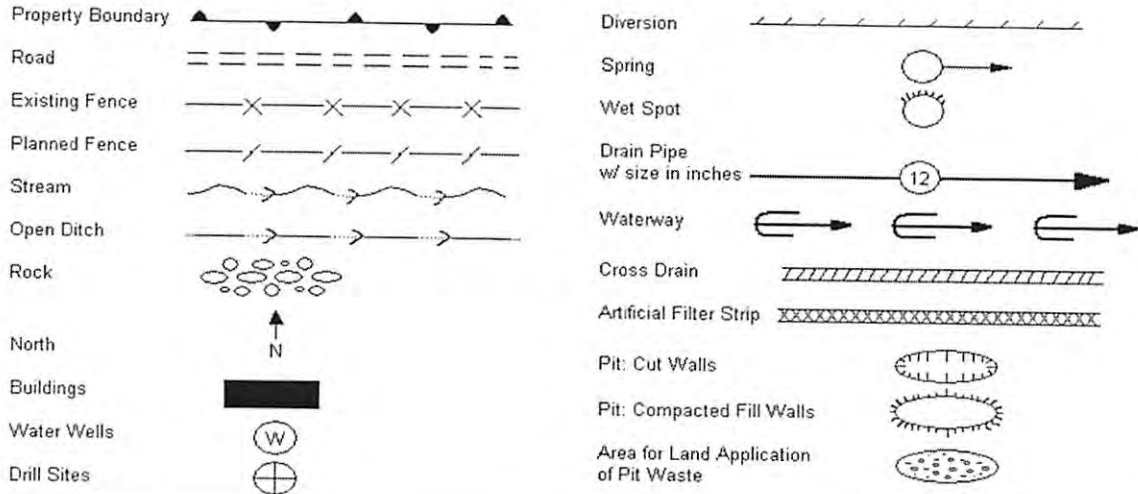 Property Boundary
Road
Existing Fence
Planned Fence
Stream
Open Ditch
Rock
North
N
Buildings
Water Wells
W
Drill Sites
Diversion
Spring
Wet Spot
Drain Pipe
w/ size in inches
12
Waterway
Cross Drain
Artificial Filter Strip
Pit: Cut Walls
Pit: Compacted Fill Walls
Area for Land Application
of Pit Waste